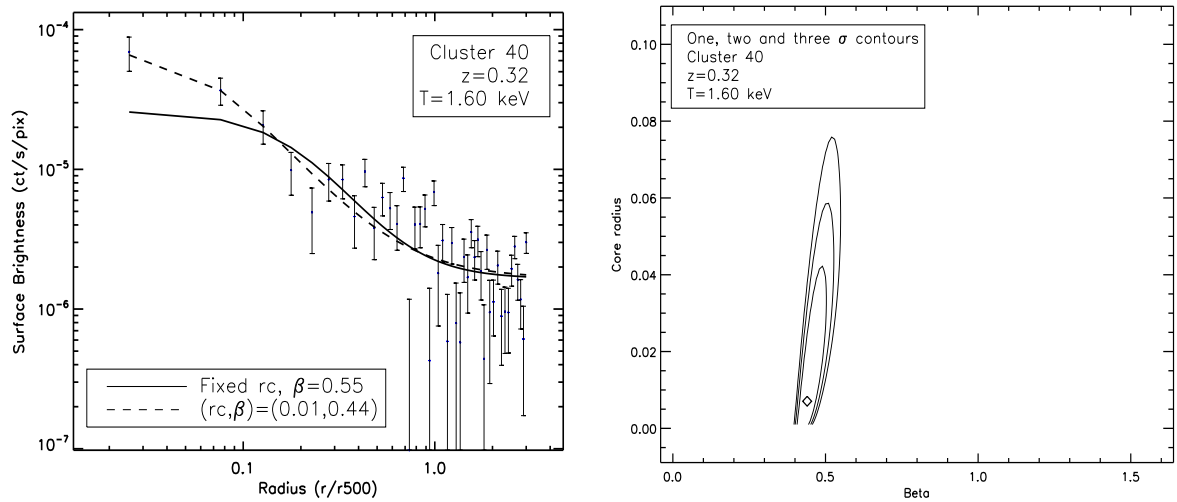 10^-4
10^-5
10^-6
10^-7
Surface Brightness (ct/s/pix)
Cluster 40
z=0.32
T=1.60 keV
Fixed rc, β=0.55
(rc,β)=(0.01,0.44)
0.1
1.0
Radius (r/r500)
0.10
0.08
0.06
0.04
0.02
0.00
Core radius
One, two and three σ contours
Cluster 40
z=0.32
T=1.60 keV
0.0
0.5
1.0
1.5
Beta